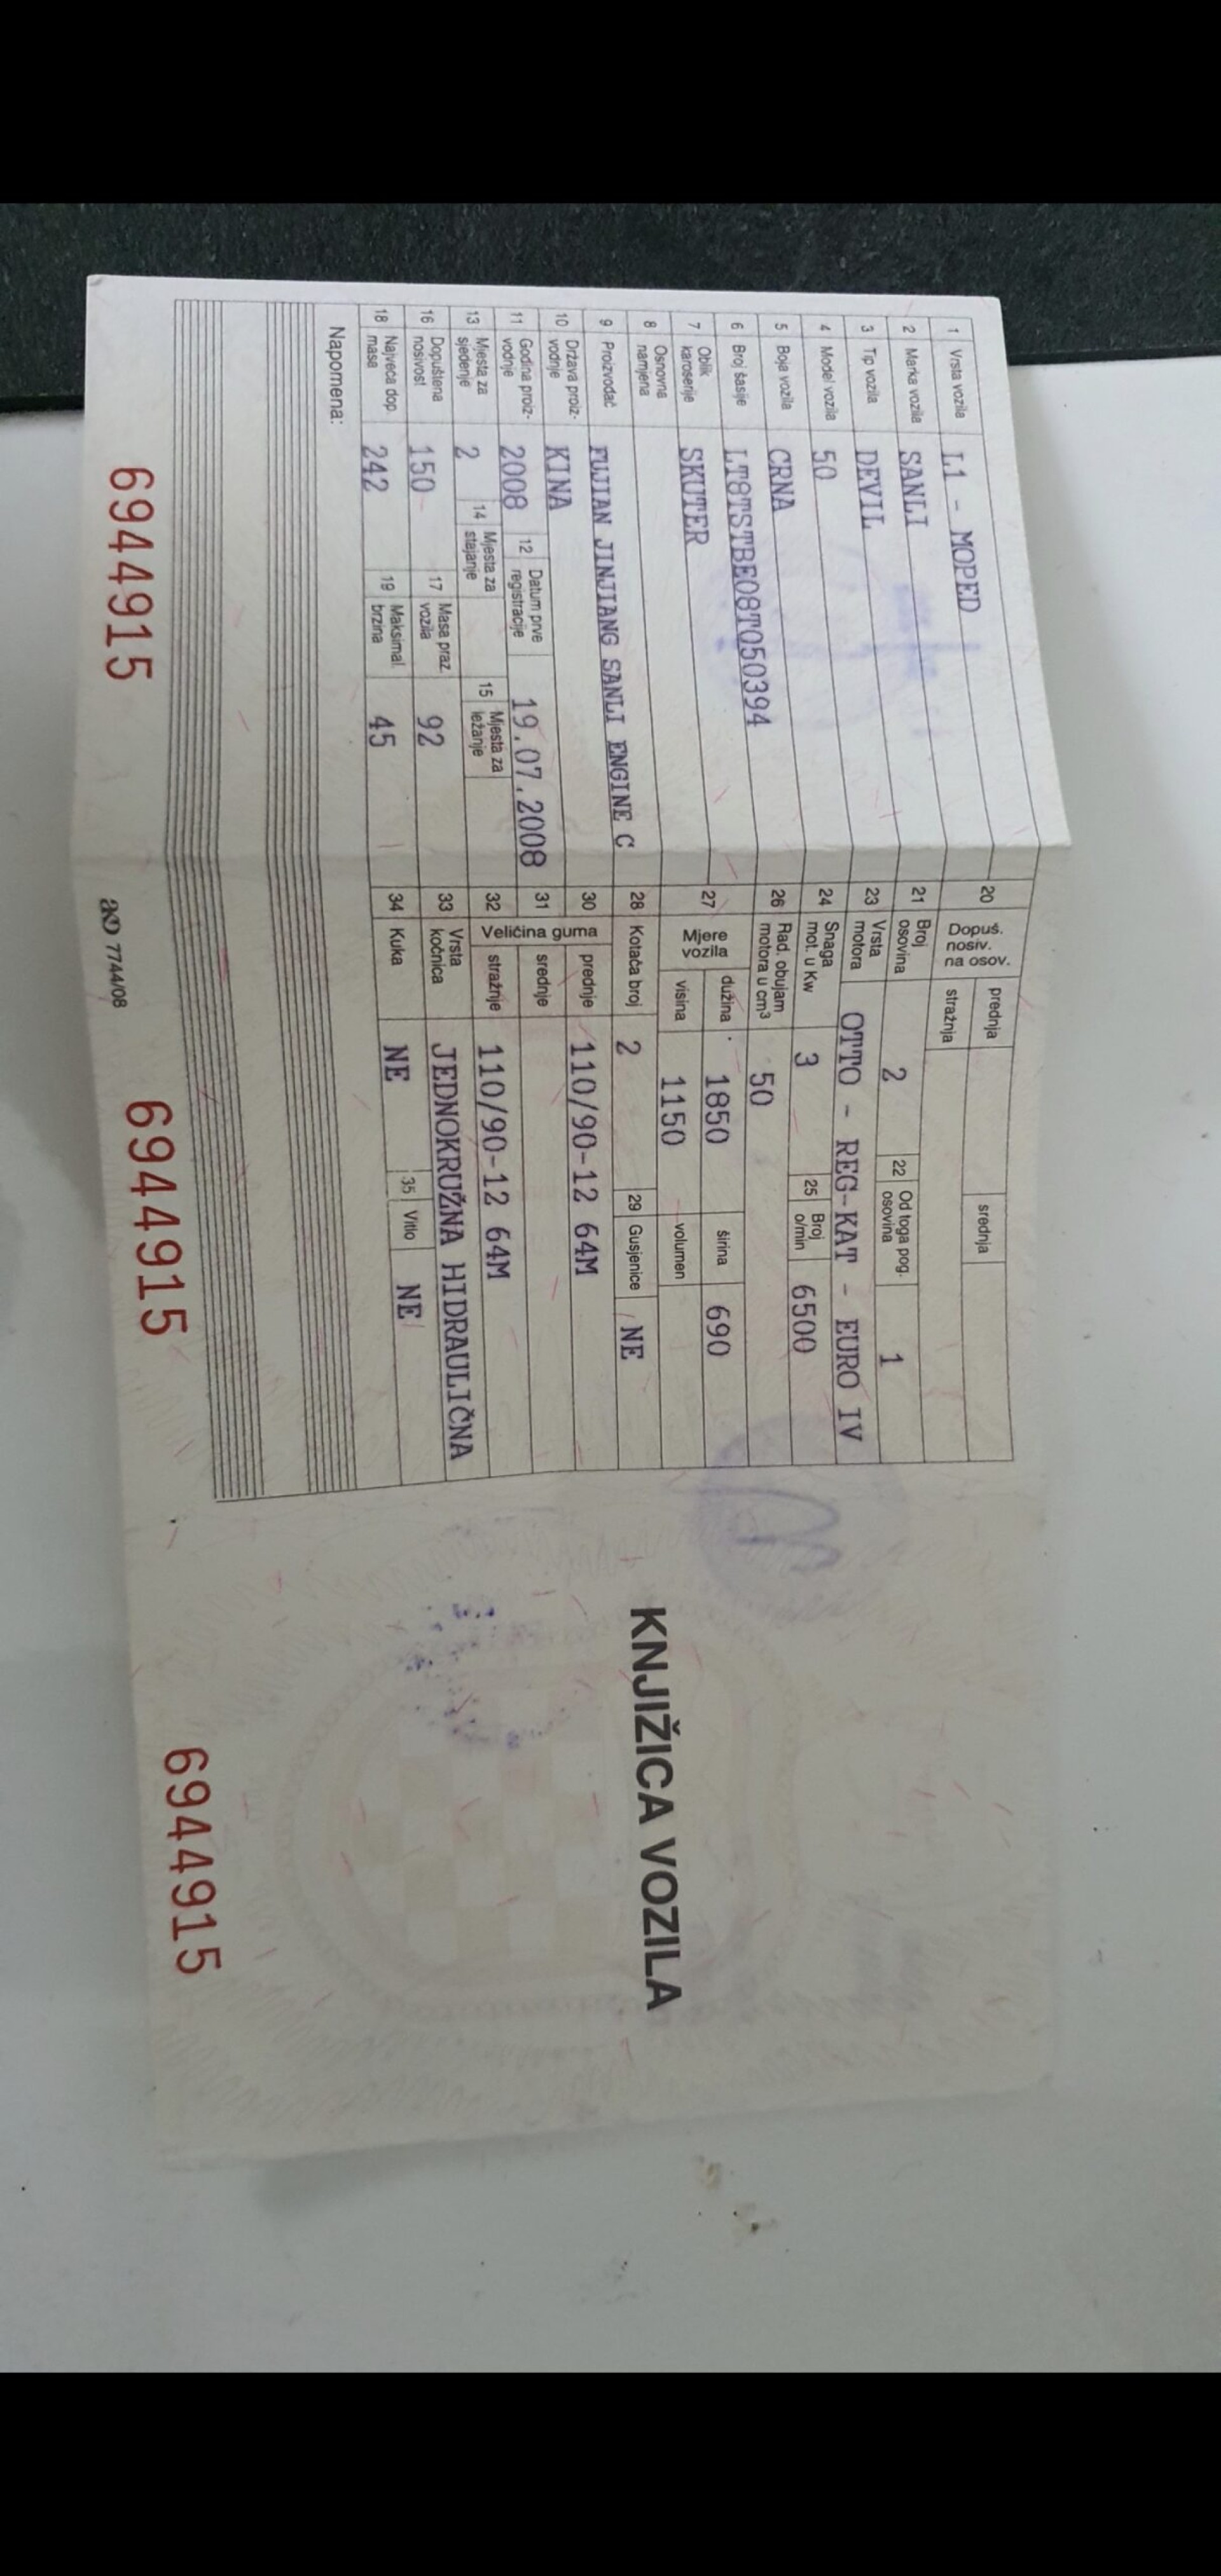 1 Vrsta vozila L1 - MOPED
2 Marka vozila SANLI
3 Tip vozila DEVIL
4 Model vozila 50
5 Boja vozila CRNA
6 Broj šasije LT8TSTBE08T050394
7 Oblik karoserije SKUTER
8 Osnovna namjena
9 Proizvođač FUJIAN JINJIANG SANLI ENGINE C
10 Država proiz-vodnje KINA
11 Godina proiz-vodnje 2008 12 Datum prve registracije 19.07.2008
13 Mjesta za sjedenje 2 14 Mjesta za stajanje 15 Mjesta za ležanje
16 Dopuštena nosivost 150 17 Masa praz. vozila 92
18 Najveća dop. masa 242 19 Maksimal. brzina 45
Napomena:
6944915
20 Dopuš. nosiv. na osov. prednja srednja
stražnja
21 Broj osovina 2 22 Od toga pog. osovina 1
23 Vrsta motora OTTO - REG-KAT - EURO IV
24 Snaga mot. u Kw 3 25 Broj o/min 6500
26 Rad. obujam motora u cm3 50
27 Mjere vozila dužina 1850 širina 690
visina 1150 volumen
28 Kotača broj 2 29 Gusjenice NE
30 Veličina guma prednje 110/90-12 64M
31 srednje
32 stražnje 110/90-12 64M
33 Vrsta kočnica JEDNOKRUŽNA HIDRAULIČNA
34 Kuka NE 35 Vitlo NE
7744/08
6944915
KNJIŽICA VOZILA
6944915